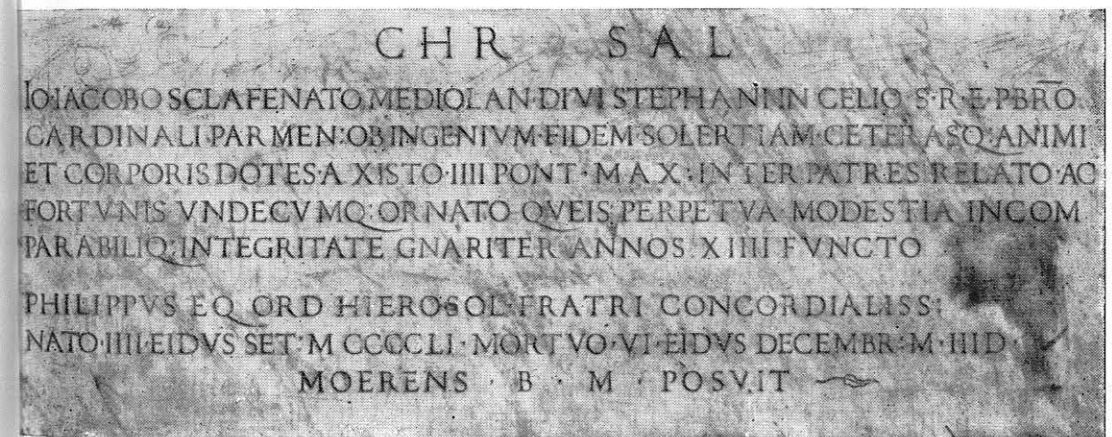 CHR SAL
IO·IACOBO SCLAFENATO MEDIOLAN·DIVI STEPHANNN CELIO·S·R·E·PBRŌ
CARDINALI·PARMEN:OB INGENIVM·FIDEM SOLERTIAM·CETERASQ:ANIMI
ET CORPORIS DOTES·A XISTO·IIII PONT·MAX:INTER PATRES RELATO·AC
FORTVNIS VNDECVMQ:ORNATO QVEIS PERPETVA MODESTIA INCOM
PARABILIQ:INTEGRITATE GNARITER ANNOS XIIII FVNCTO
PHILIPPVS EQ ORD HIEROSOL·FRATRI CONCORDIALISS:
NATO·IIII·EIDVS SET:M CCCCLI·MORTVO·VI·EIDVS DECEMBR:M·IIID·
MOERENS · B · M · POSVIT